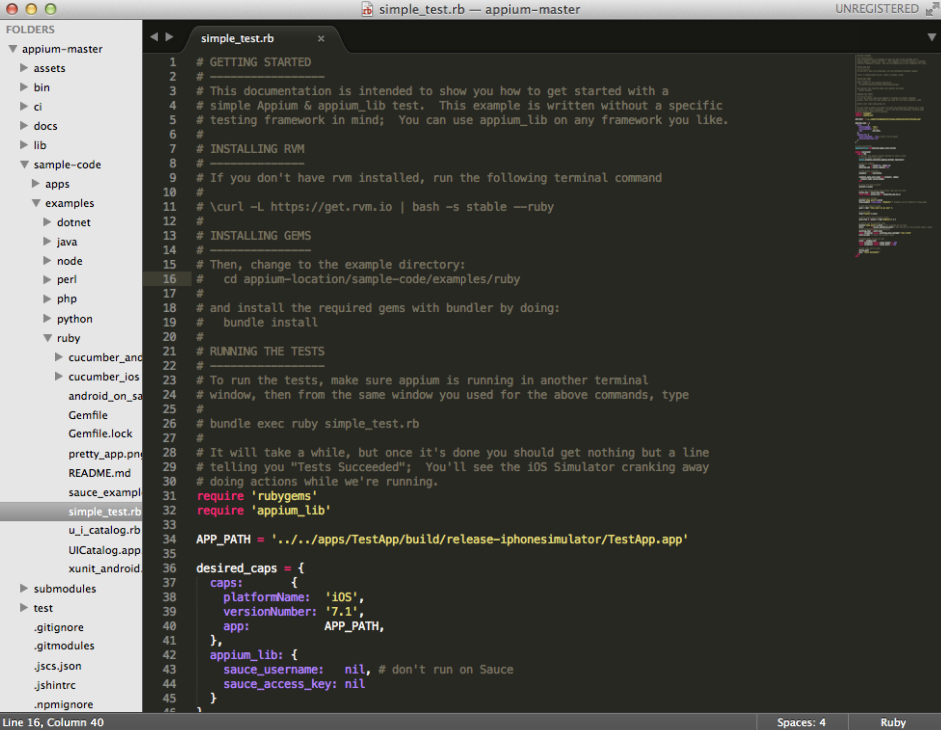 simple_test.rb — appium-master
UNREGISTERED
FOLDERS
appium-master
assets
bin
ci
docs
lib
sample-code
apps
examples
dotnet
java
node
perl
php
python
ruby
cucumber_and
cucumber_ios
android_on_sa
Gemfile
Gemfile.lock
pretty_app.png
README.md
sauce_example
simple_test.rb
u_i_catalog.rb
UICatalog.app
xunit_android.
submodules
test
.gitignore
.gitmodules
.jscs.json
.jshintrc
.npmignore
simple_test.rb ×
1 # GETTING STARTED
2 # -----------------
3 # This documentation is intended to show you how to get started with a
4 # simple Appium & appium_lib test.  This example is written without a specific
5 # testing framework in mind;  You can use appium_lib on any framework you like.
6 #
7 # INSTALLING RVM
8 # --------------
9 # If you don't have rvm installed, run the following terminal command
10 #
11 # \curl -L https://get.rvm.io | bash -s stable --ruby
12 #
13 # INSTALLING GEMS
14 # ---------------
15 # Then, change to the example directory:
16 #   cd appium-location/sample-code/examples/ruby
17 #
18 # and install the required gems with bundler by doing:
19 #   bundle install
20 #
21 # RUNNING THE TESTS
22 # -----------------
23 # To run the tests, make sure appium is running in another terminal
24 # window, then from the same window you used for the above commands, type
25 #
26 # bundle exec ruby simple_test.rb
27 #
28 # It will take a while, but once it's done you should get nothing but a line
29 # telling you "Tests Succeeded";  You'll see the iOS Simulator cranking away
30 # doing actions while we're running.
31 require 'rubygems'
32 require 'appium_lib'
33
34 APP_PATH = '../../apps/TestApp/build/release-iphonesimulator/TestApp.app'
35
36 desired_caps = {
37   caps:       {
38     platformName:  'iOS',
39     versionNumber: '7.1',
40     app:           APP_PATH,
41   },
42   appium_lib: {
43     sauce_username:   nil, # don't run on Sauce
44     sauce_access_key: nil
45   }
46 }
Line 16, Column 40
Spaces: 4
Ruby